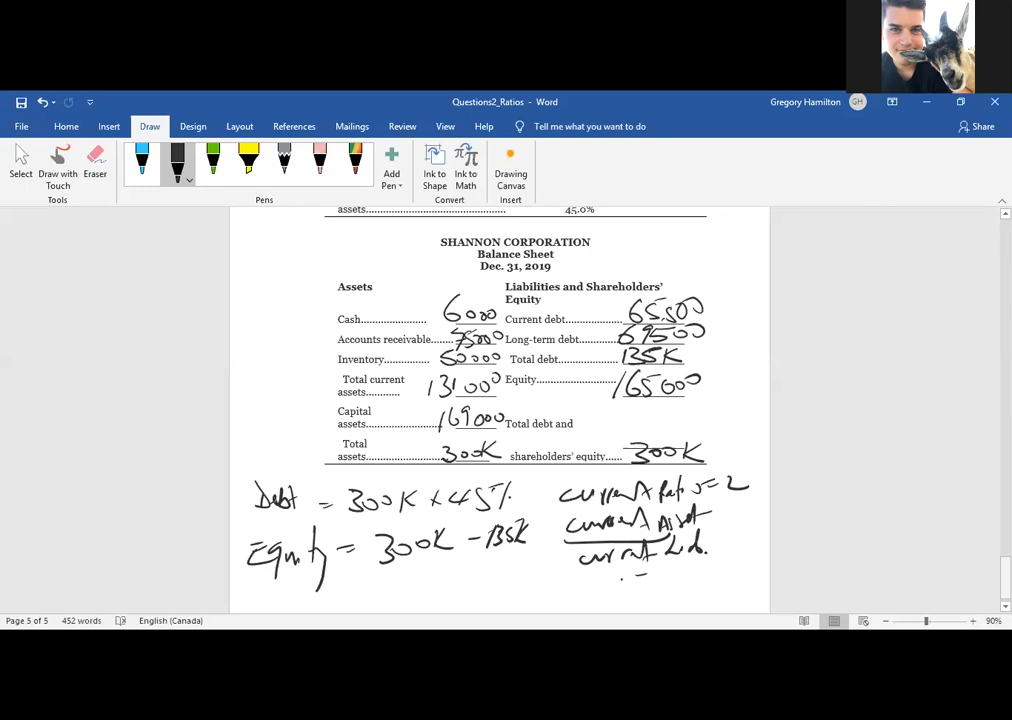 Questions2_Ratios - Word
Gregory Hamilton GH
File Home Insert Draw Design Layout References Mailings Review View Help Tell me what you want to do Share
Select Draw with Touch Eraser Add Pen Ink to Shape Ink to Math Drawing Canvas
Tools Pens Convert Insert
assets 45.0%
SHANNON CORPORATION
Balance Sheet
Dec. 31, 2019
Assets Liabilities and Shareholders' Equity
Cash 6000 Current debt 65,500
Accounts receivable 75000 Long-term debt 69500
Inventory 50000 Total debt 135K
Total current assets 131000 Equity 165000
Capital assets 169000 Total debt and
Total assets 300K shareholders' equity 300K
Debt = 300K x 45%
Equity = 300K - 135K
current ratio = 2
current Asset
current Liab.
Page 5 of 5 452 words English (Canada) 90%